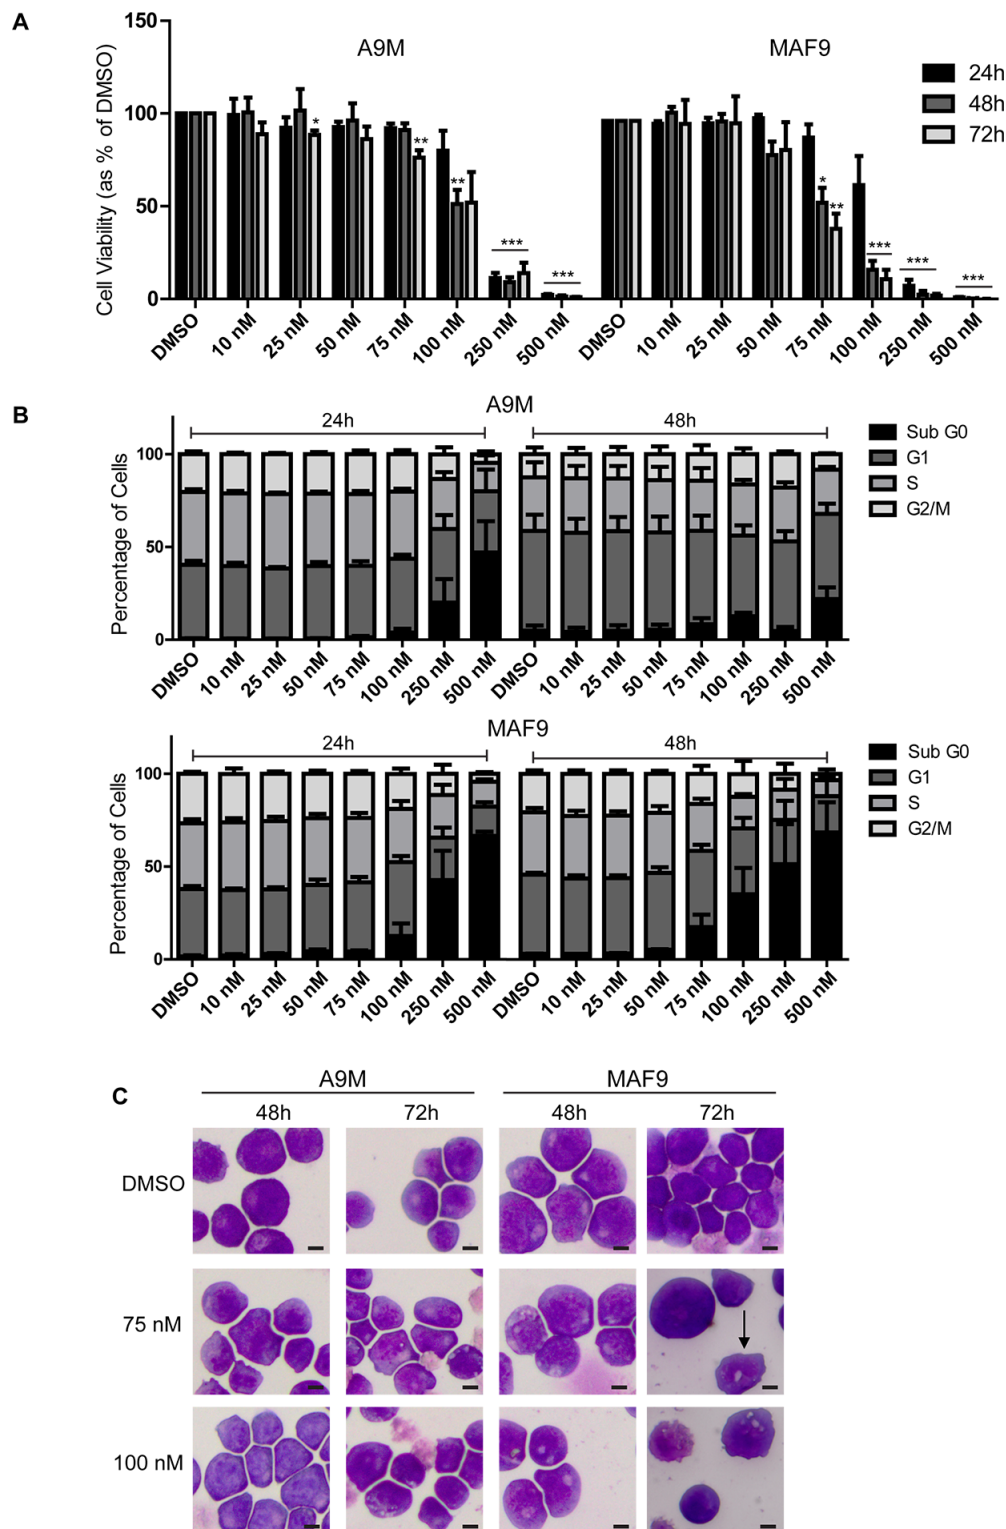 A
150
100
50
0
Cell Viability (as % of DMSO)
A9M
MAF9
24h
48h
72h
*
**
**
***
***
*
**
***
***
***
DMSO
10 nM
25 nM
50 nM
75 nM
100 nM
250 nM
500 nM
DMSO
10 nM
25 nM
50 nM
75 nM
100 nM
250 nM
500 nM
B
A9M
24h
48h
Sub G0
G1
S
G2/M
100
50
0
Percentage of Cells
DMSO
10 nM
25 nM
50 nM
75 nM
100 nM
250 nM
500 nM
DMSO
10 nM
25 nM
50 nM
75 nM
100 nM
250 nM
500 nM
MAF9
24h
48h
Sub G0
G1
S
G2/M
100
50
0
Percentage of Cells
DMSO
10 nM
25 nM
50 nM
75 nM
100 nM
250 nM
500 nM
DMSO
10 nM
25 nM
50 nM
75 nM
100 nM
250 nM
500 nM
C
A9M
MAF9
48h
72h
48h
72h
DMSO
75 nM
100 nM